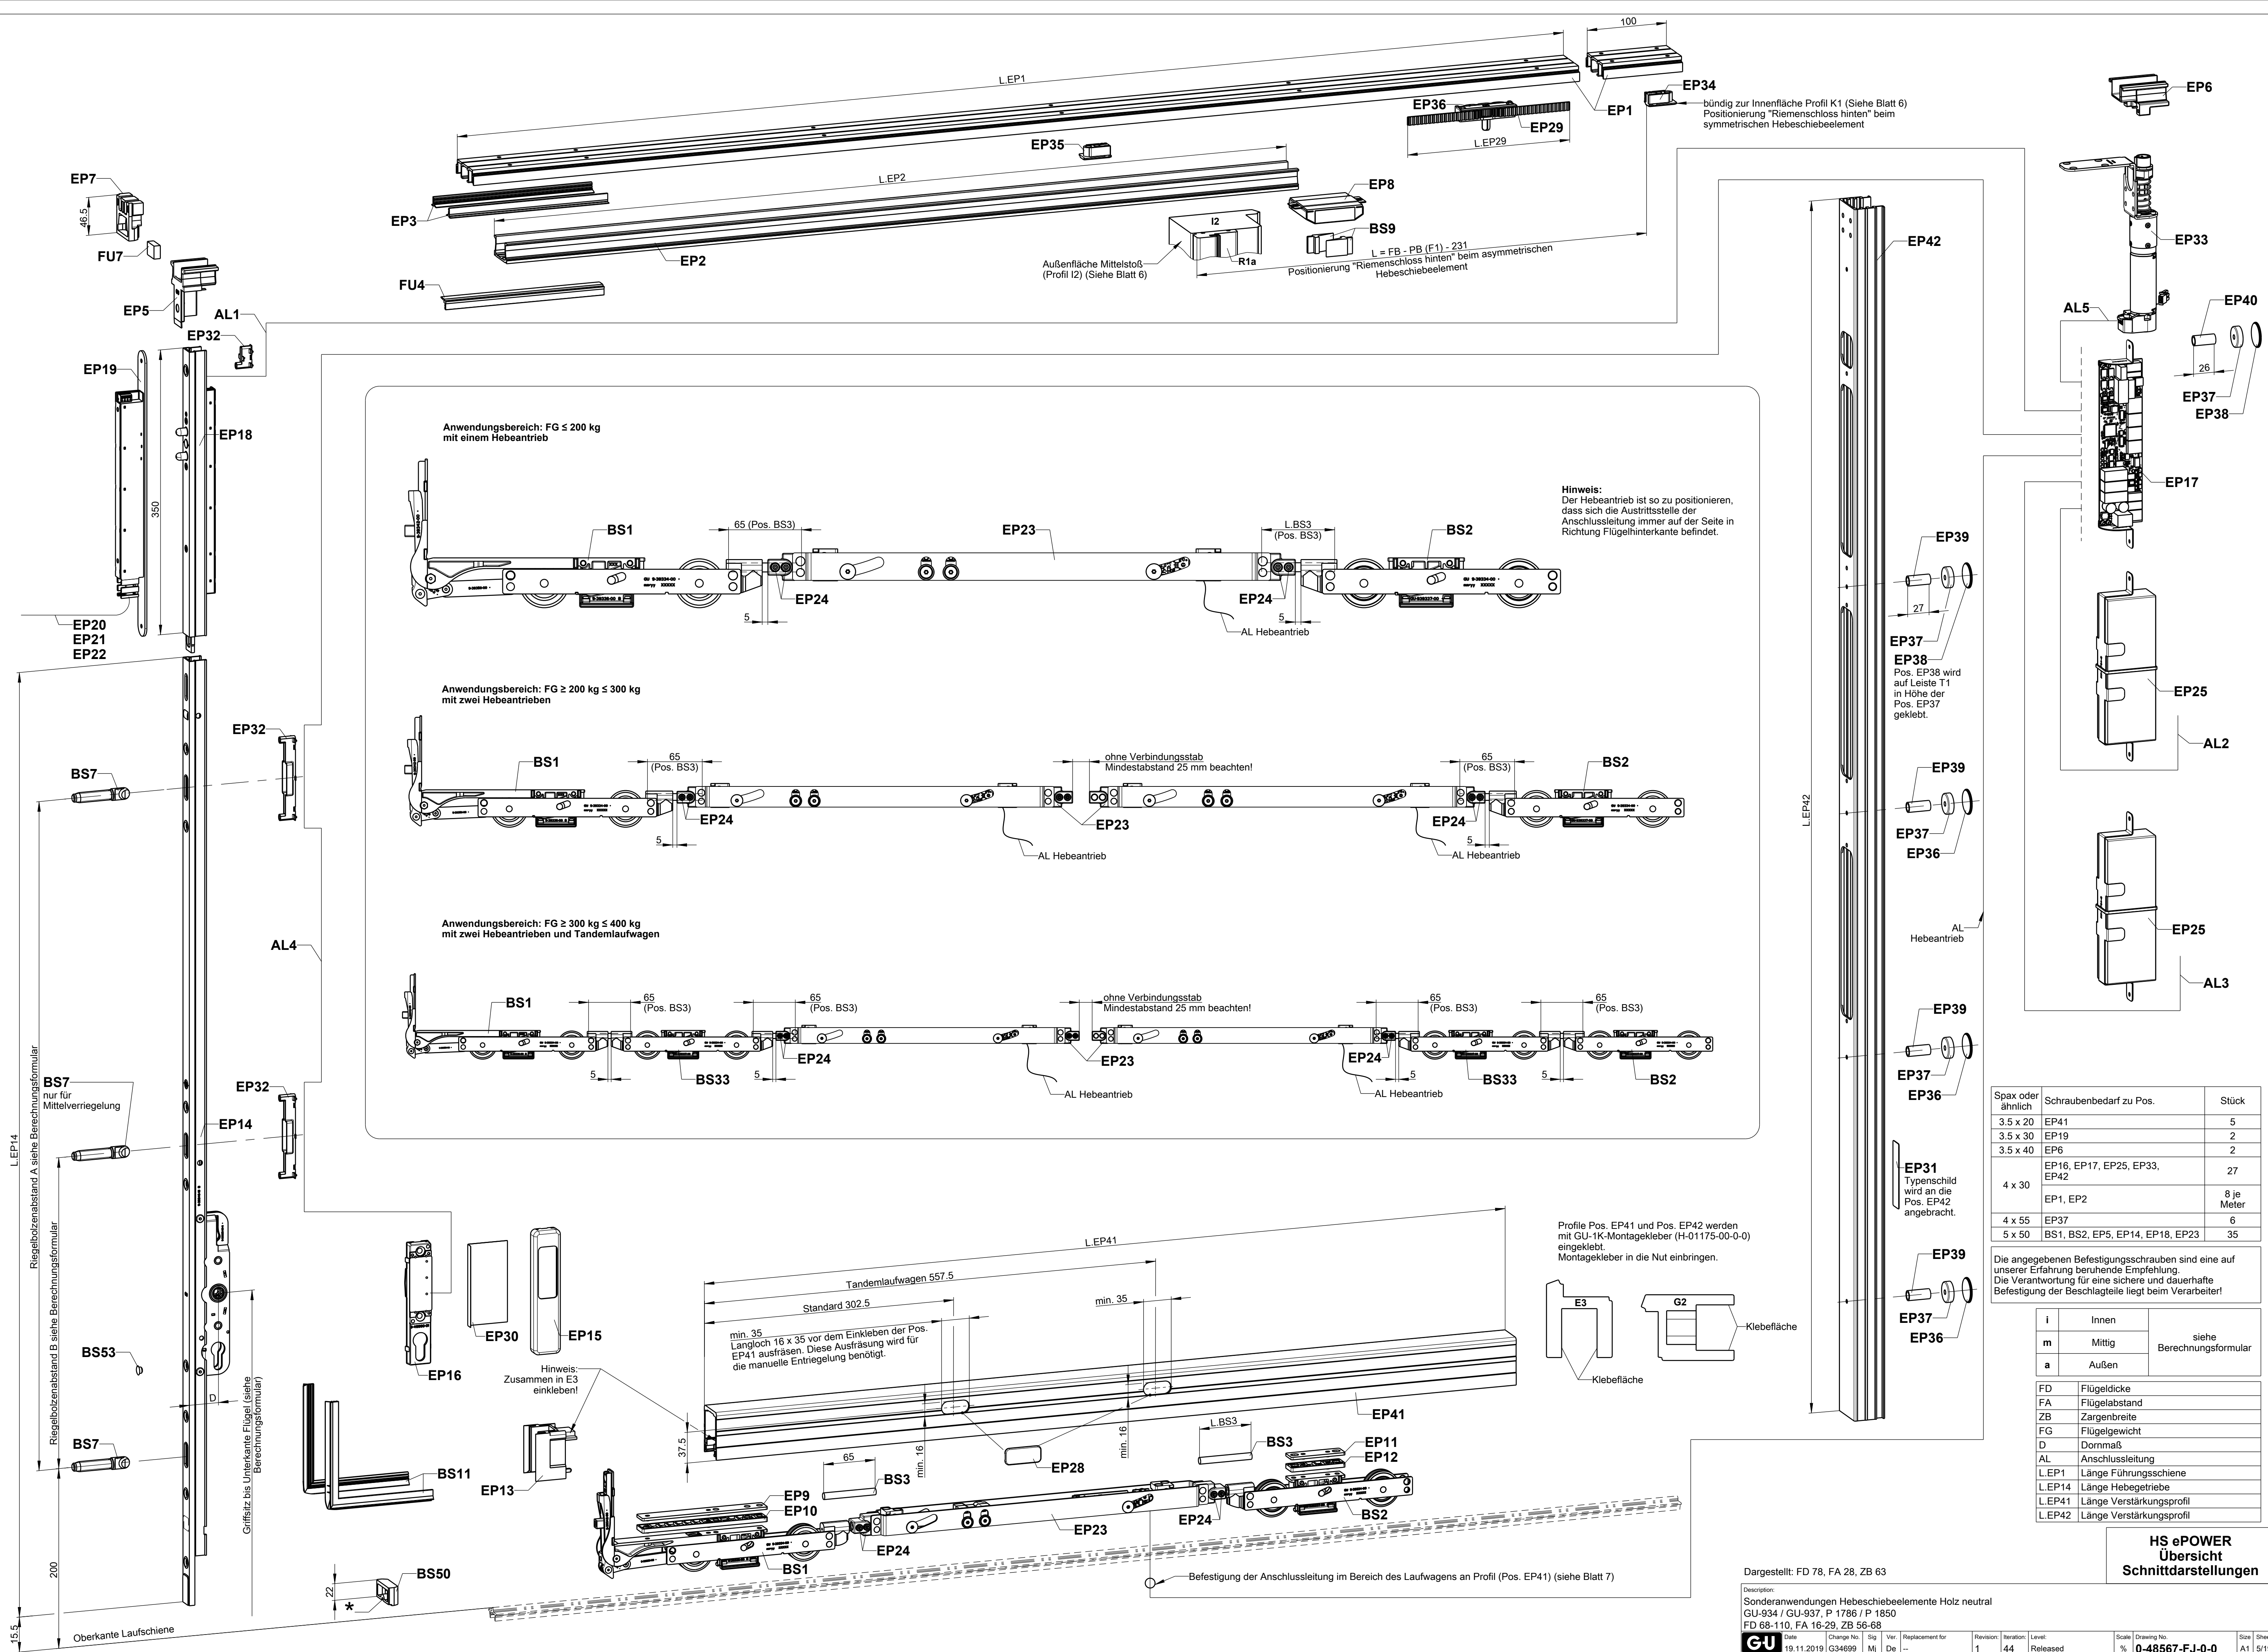 100
L.EP1
EP34
EP36
EP1
bündig zur Innenfläche Profil K1 (Siehe Blatt 6)
Positionierung "Riemenschloss hinten" beim
symmetrischen Hebeschiebeelement
EP29
L.EP29
EP35
EP6
EP7
46.5
FU7
EP3
L.EP2
EP8
I2
BS9
R1a
EP2
Außenfläche Mittelstoß
(Profil I2) (Siehe Blatt 6)
L = FB - PB (F1) - 231
Positionierung "Riemenschloss hinten" beim asymmetrischen
Hebeschiebeelement
FU4
EP5
AL1
EP32
EP42
EP33
EP40
AL5
26
EP37
EP38
EP19
350
EP18
EP17
EP20
EP21
EP22
Anwendungsbereich: FG ≤ 200 kg
mit einem Hebeantrieb
BS1
65 (Pos. BS3)
EP23
L.BS3
(Pos. BS3)
BS2
Hinweis:
Der Hebeantrieb ist so zu positionieren,
dass sich die Austrittsstelle der
Anschlussleitung immer auf der Seite in
Richtung Flügelhinterkante befindet.
EP24
EP24
5
5
AL Hebeantrieb
EP39
27
EP37
EP38
Pos. EP38 wird
auf Leiste T1
in Höhe der
Pos. EP37
geklebt.
EP25
AL2
Anwendungsbereich: FG ≥ 200 kg ≤ 300 kg
mit zwei Hebeantrieben
EP32
BS7
BS1
65
(Pos. BS3)
ohne Verbindungsstab
Mindestabstand 25 mm beachten!
65
(Pos. BS3)
BS2
EP24
EP23
EP24
5
5
AL Hebeantrieb
AL Hebeantrieb
L.EP42
EP39
EP37
EP36
AL
Hebeantrieb
EP25
AL3
Anwendungsbereich: FG ≥ 300 kg ≤ 400 kg
mit zwei Hebeantrieben und Tandemlaufwagen
AL4
BS1
65
(Pos. BS3)
65
(Pos. BS3)
ohne Verbindungsstab
Mindestabstand 25 mm beachten!
65
(Pos. BS3)
65
(Pos. BS3)
EP24
EP23
EP24
5
BS33
5
5
BS33
5
BS2
AL Hebeantrieb
AL Hebeantrieb
EP39
EP37
EP36
L.EP14
Riegelbolzenabstand A siehe Berechnungsformular
BS7
nur für
Mittelverriegelung
EP32
EP14
Riegelbolzenabstand B siehe Berechnungsformular
EP31
Typenschild
wird an die
Pos. EP42
angebracht.
Spax oder ähnlich Schraubenbedarf zu Pos. Stück
3.5 x 20 EP41 5
3.5 x 30 EP19 2
3.5 x 40 EP6 2
4 x 30 EP16, EP17, EP25, EP33, EP42 27
EP1, EP2 8 je Meter
4 x 55 EP37 6
5 x 50 BS1, BS2, EP5, EP14, EP18, EP23 35
Die angegebenen Befestigungsschrauben sind eine auf
unserer Erfahrung beruhende Empfehlung.
Die Verantwortung für eine sichere und dauerhafte
Befestigung der Beschlagteile liegt beim Verarbeiter!
EP39
EP37
EP36
i Innen
m Mittig
a Außen
siehe
Berechnungsformular
FD Flügeldicke
FA Flügelabstand
ZB Zargenbreite
FG Flügelgewicht
D Dornmaß
AL Anschlussleitung
L.EP1 Länge Führungsschiene
L.EP14 Länge Hebegetriebe
L.EP41 Länge Verstärkungsprofil
L.EP42 Länge Verstärkungsprofil
Profile Pos. EP41 und Pos. EP42 werden
mit GU-1K-Montagekleber (H-01175-00-0-0)
eingeklebt.
Montagekleber in die Nut einbringen.
E3
G2
Klebefläche
Klebefläche
L.EP41
Tandemlaufwagen 557.5
Standard 302.5
min. 35
min. 35
Langloch 16 x 35 vor dem Einkleben der Pos.
EP41 ausfräsen. Diese Ausfräsung wird für
die manuelle Entriegelung benötigt.
EP30
EP15
EP16
Hinweis:
Zusammen in E3
einkleben!
BS53
D
Griffsitz bis Unterkante Flügel (siehe
Berechnungsformular)
BS7
BS11
EP13
37.5
min. 16
min. 16
EP41
L.BS3
EP28
BS3
EP11
EP12
65
BS3
EP9
EP10
EP23
EP24
BS2
EP24
BS1
200
22
BS50
*
15.5
Oberkante Laufschiene
Befestigung der Anschlussleitung im Bereich des Laufwagens an Profil (Pos. EP41) (siehe Blatt 7)
HS ePOWER
Übersicht
Schnittdarstellungen
Dargestellt: FD 78, FA 28, ZB 63
Description:
Sonderanwendungen Hebeschiebeelemente Holz neutral
GU-934 / GU-937, P 1786 / P 1850
FD 68-110, FA 16-29, ZB 56-68
GU
Date Change No. Sig Ver. Replacement for Revision: Iteration: Level: Scale Drawing No. Size
19.11.2019 G34699 Mj De -- 1 44 Released % 0-48567-FJ-0-0 A1